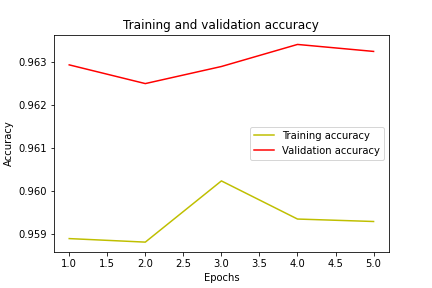 Training and validation accuracy
0.963
0.962
0.961
0.960
0.959
Accuracy
Training accuracy
Validation accuracy
1.0 1.5 2.0 2.5 3.0 3.5 4.0 4.5 5.0
Epochs